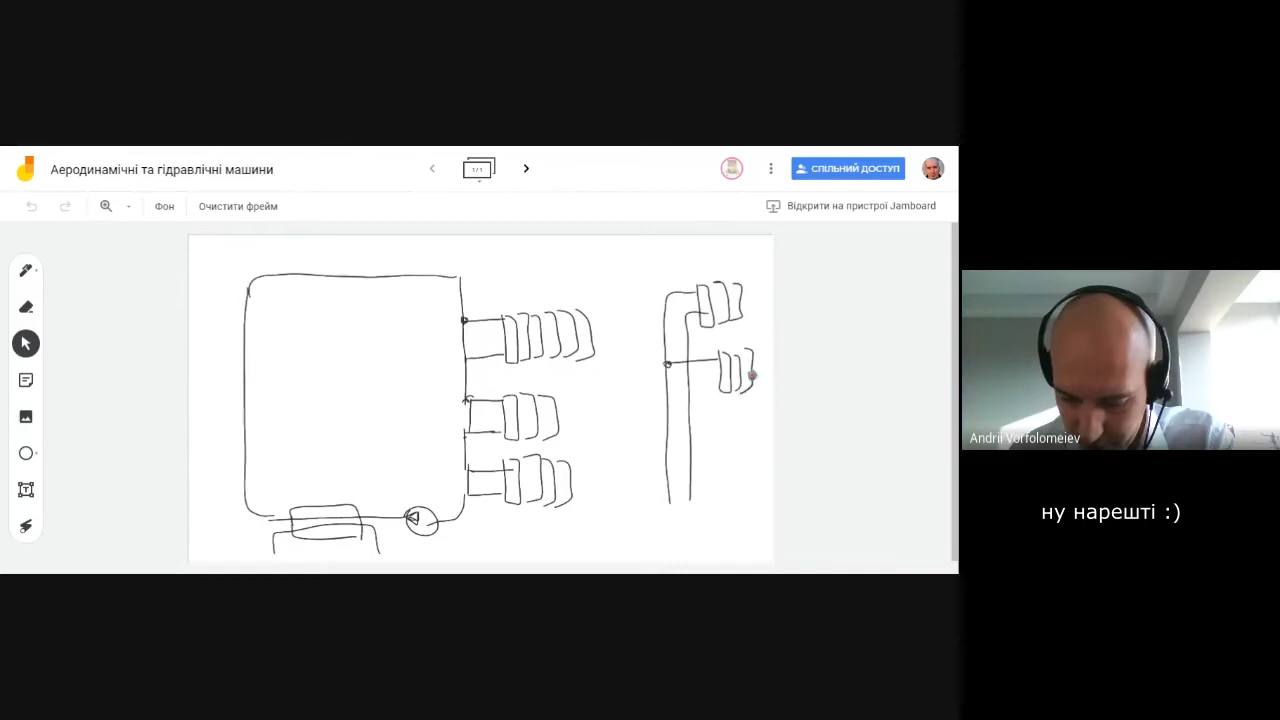 Аеродинамічні та гідравлічні машини
1/1
СПІЛЬНИЙ ДОСТУП
Фон
Очистити фрейм
Відкрити на пристрої Jamboard
Andrii Vorfolomeiev
ну нарешті :)